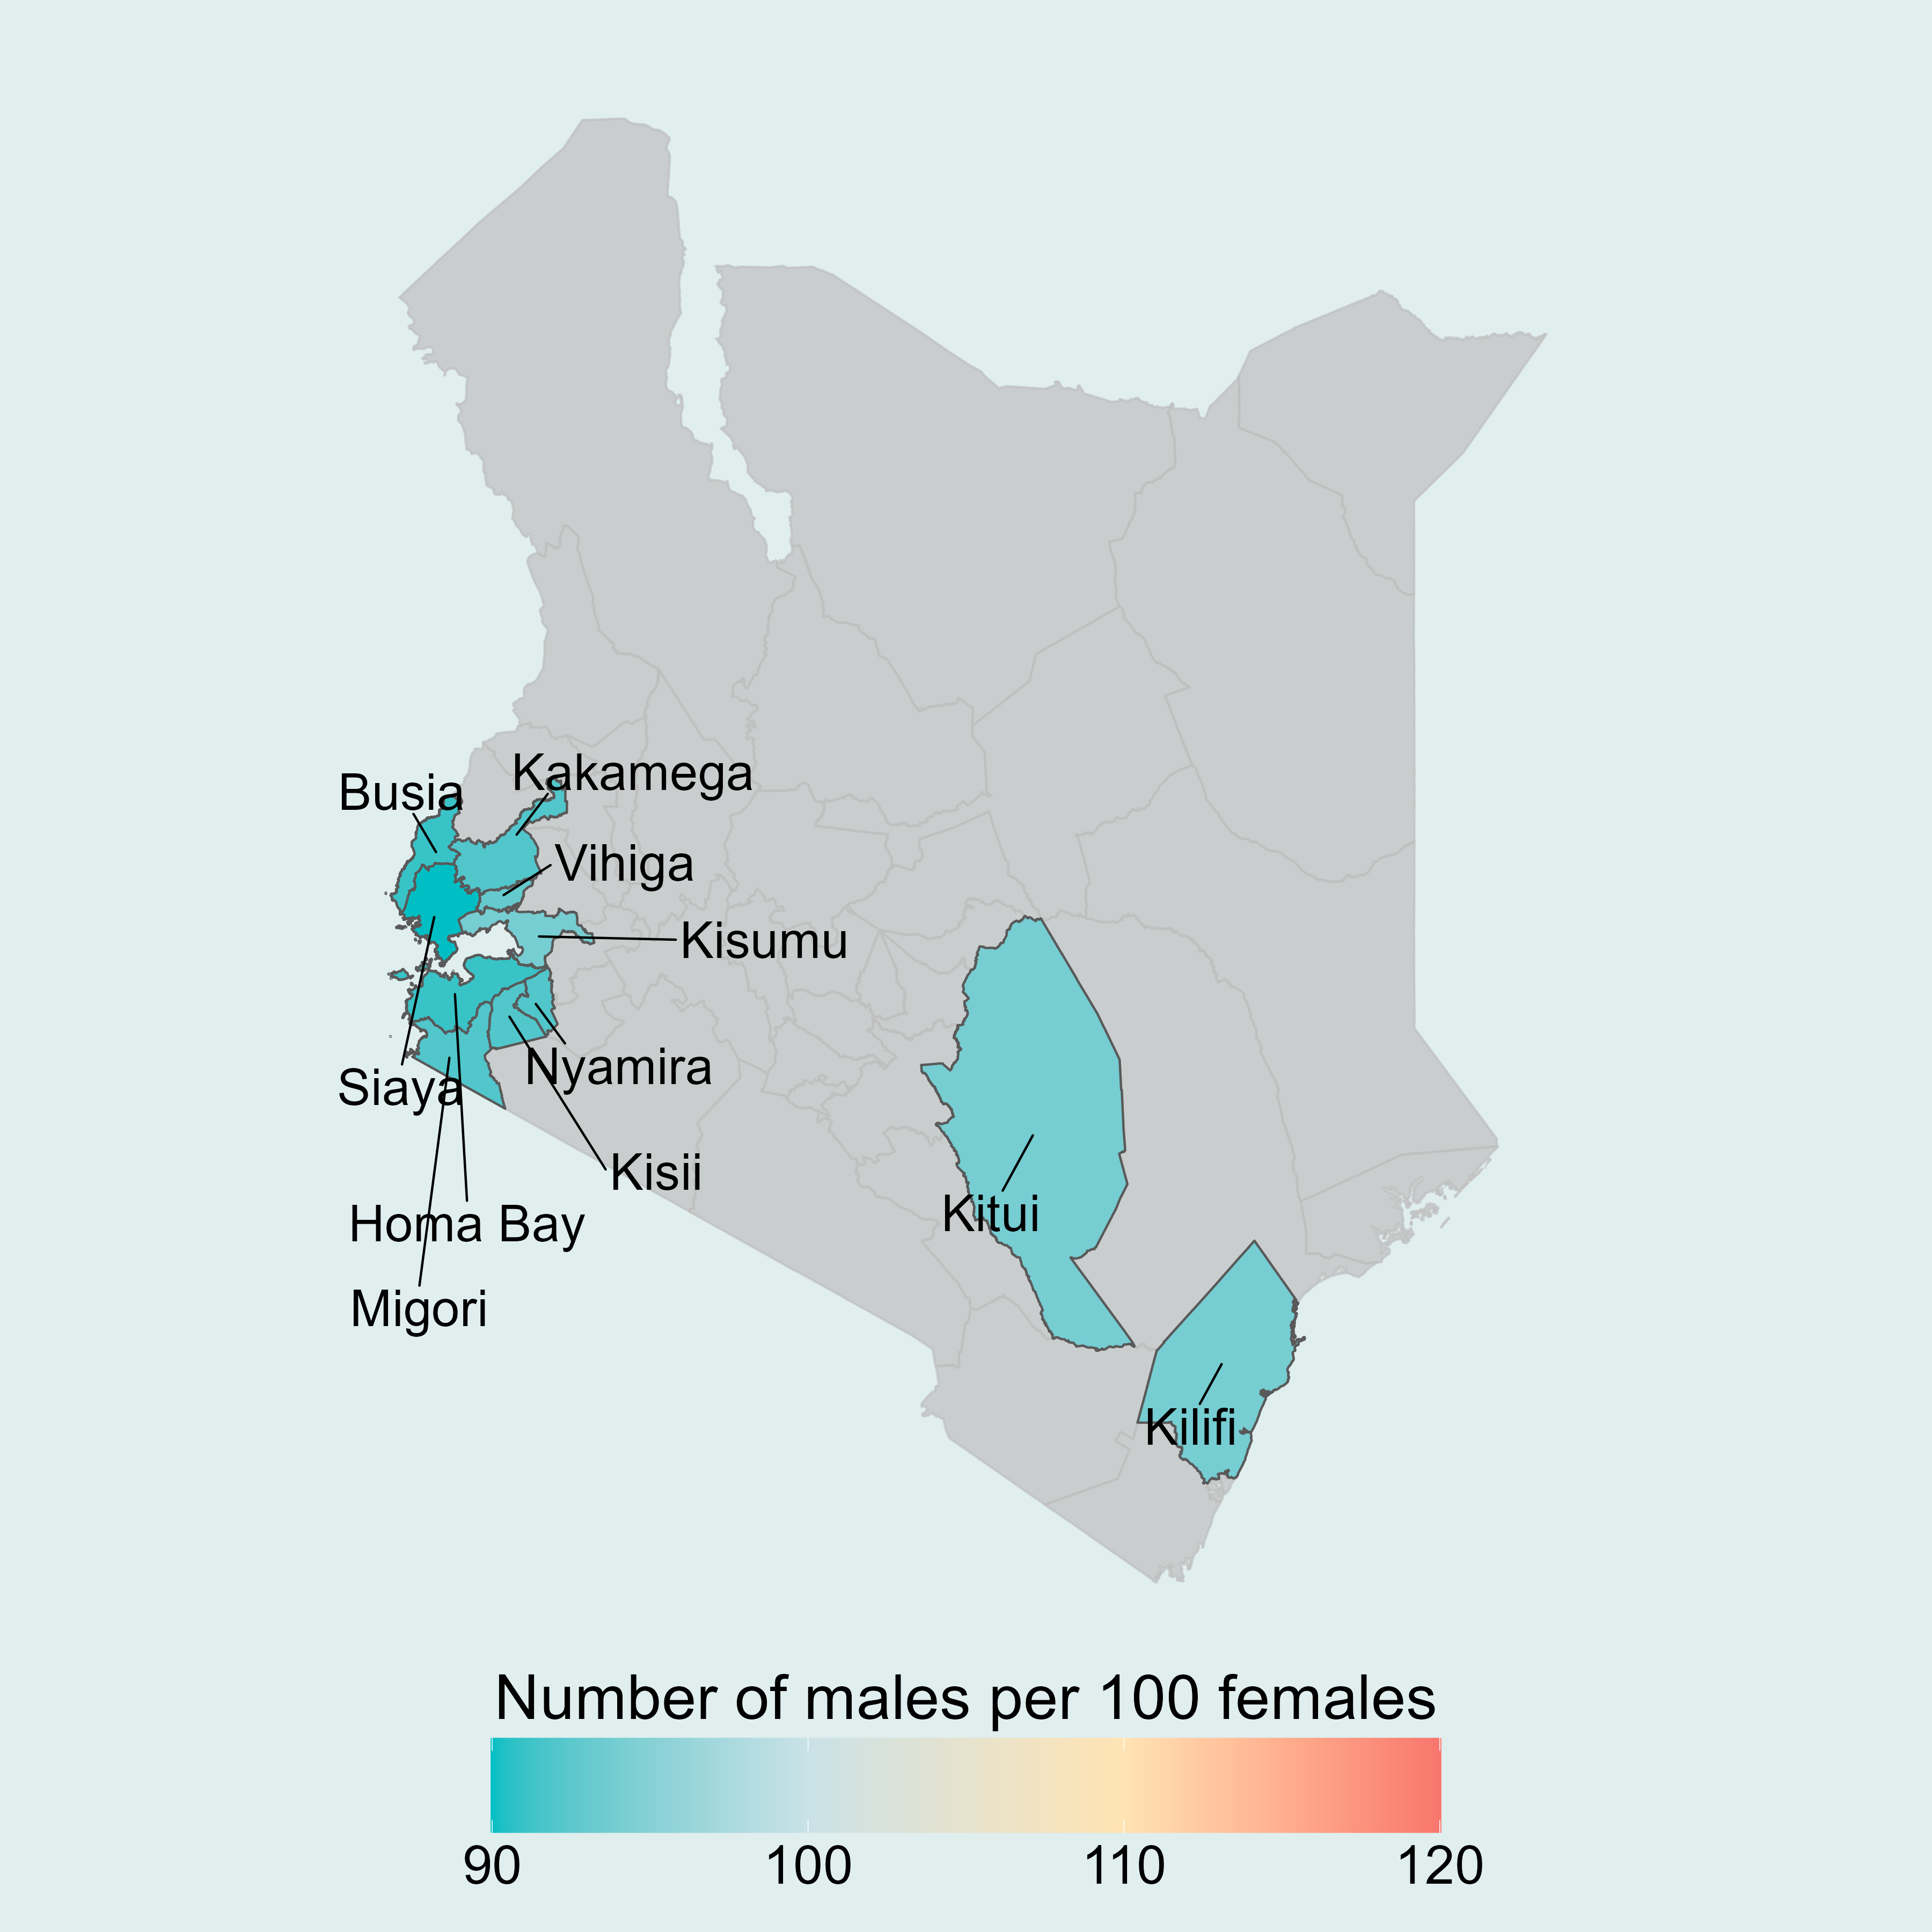 Kakamega
Busia
Vihiga
Kisumu
Nyamira
Siaya
Kisii
Kitui
Homa Bay
Migori
Kilifi
Number of males per 100 females
90 100 110 120